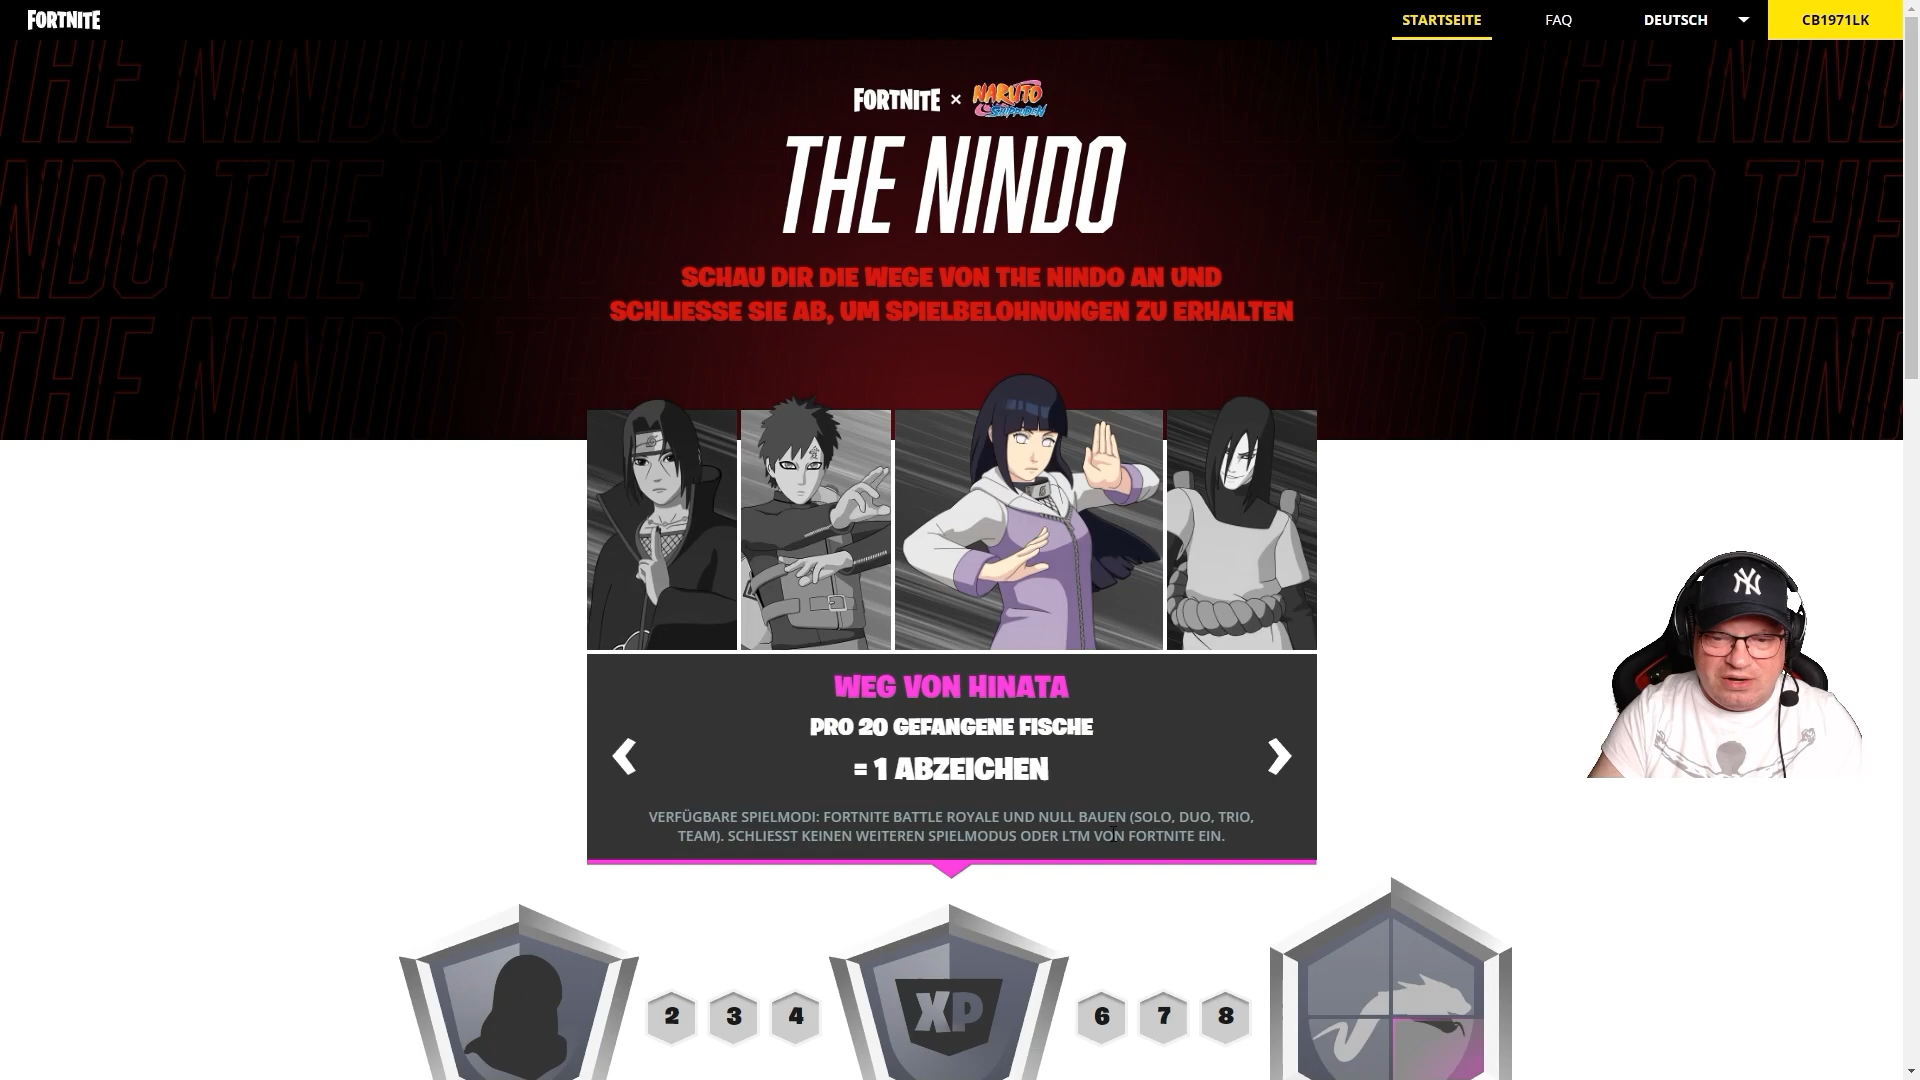 FORTNITE
STARTSEITE
FAQ
DEUTSCH
CB1971LK
FORTNITE × NARUTO SHIPPUDEN
THE NINDO
SCHAU DIR DIE WEGE VON THE NINDO AN UND
SCHLIESSE SIE AB, UM SPIELBELOHNUNGEN ZU ERHALTEN
WEG VON HINATA
PRO 20 GEFANGENE FISCHE
= 1 ABZEICHEN
VERFÜGBARE SPIELMODI: FORTNITE BATTLE ROYALE UND NULL BAUEN (SOLO, DUO, TRIO,
TEAM). SCHLIESST KEINEN WEITEREN SPIELMODUS ODER LTM VON FORTNITE EIN.
2 3 4 XP 6 7 8
NY